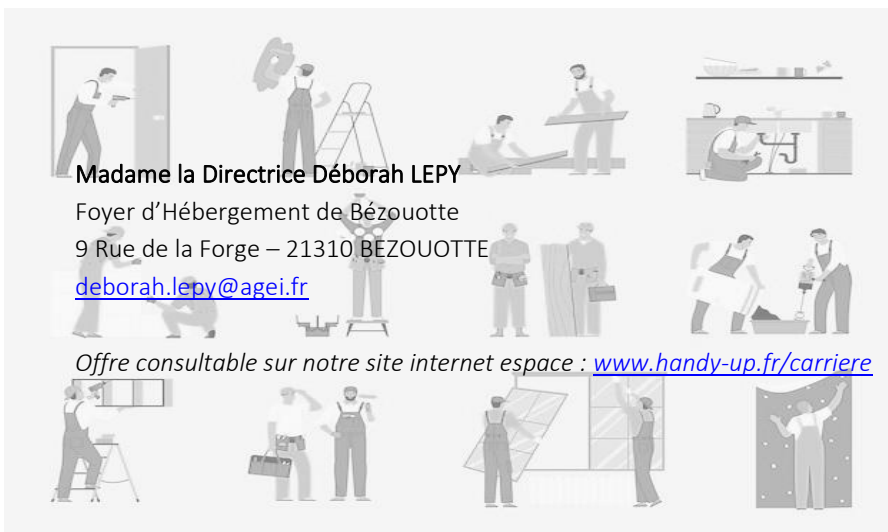 Madame la Directrice Déborah LEPY
Foyer d’Hébergement de Bézouotte
9 Rue de la Forge – 21310 BEZOUOTTE
deborah.lepy@agei.fr
Offre consultable sur notre site internet espace : www.handy-up.fr/carriere